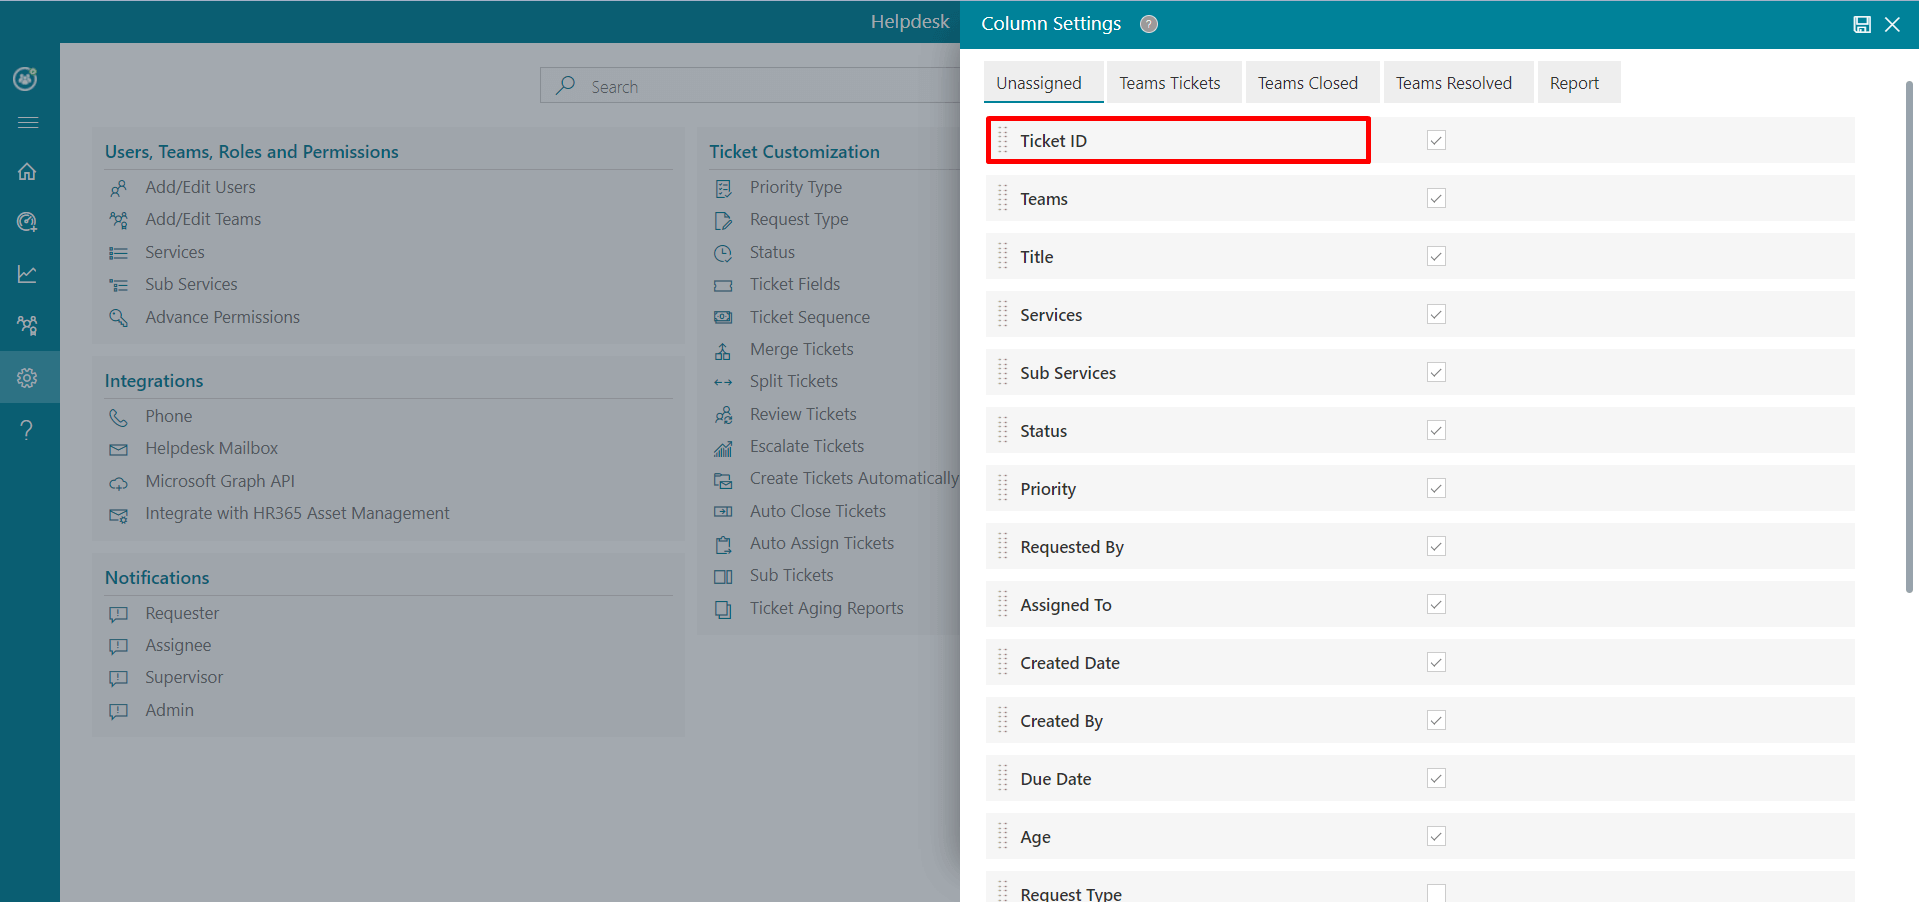 Helpdesk
Search
Users, Teams, Roles and Permissions
Add/Edit Users
Add/Edit Teams
Services
Sub Services
Advance Permissions
Integrations
Phone
Helpdesk Mailbox
Microsoft Graph API
Integrate with HR365 Asset Management
Notifications
Requester
Assignee
Supervisor
Admin
Ticket Customization
Priority Type
Request Type
Status
Ticket Fields
Ticket Sequence
Merge Tickets
Split Tickets
Review Tickets
Escalate Tickets
Create Tickets Automatically
Auto Close Tickets
Auto Assign Tickets
Sub Tickets
Ticket Aging Reports
Column Settings ?
Unassigned Teams Tickets Teams Closed Teams Resolved Report
Ticket ID
Teams
Title
Services
Sub Services
Status
Priority
Requested By
Assigned To
Created Date
Created By
Due Date
Age
Request Type